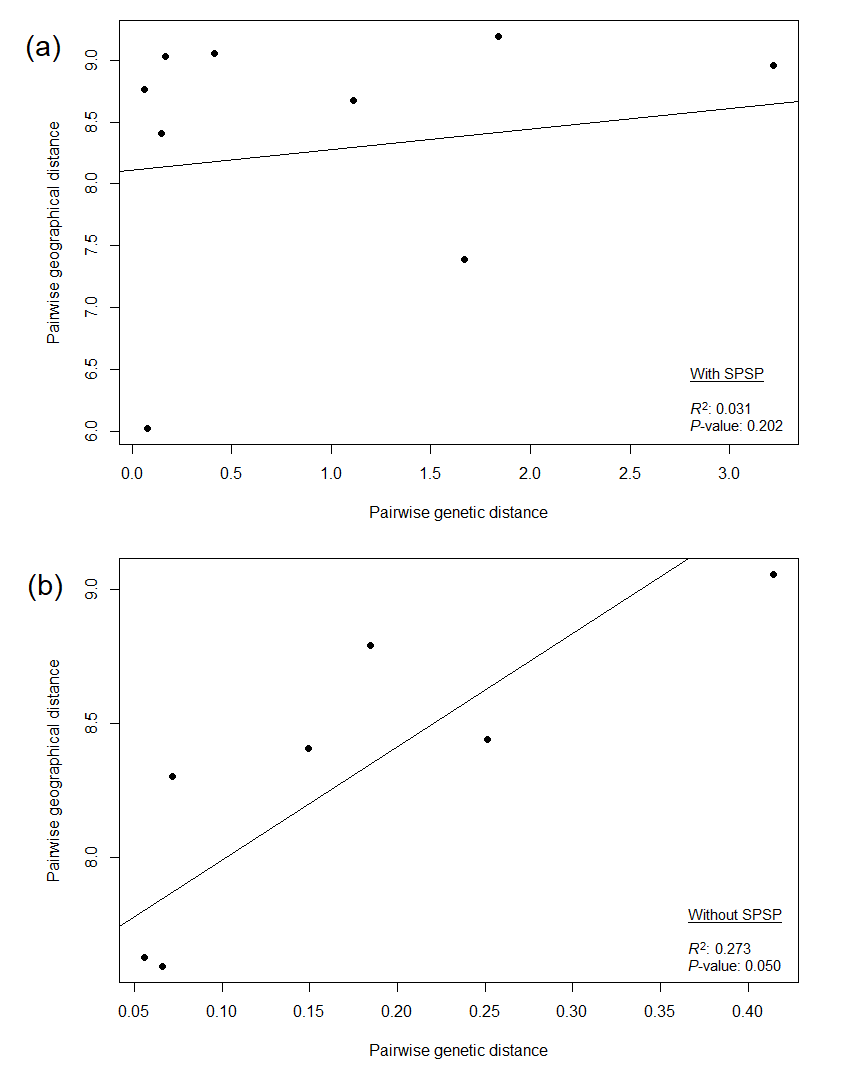 (a)
Pairwise geographical distance
9.0
8.5
8.0
7.5
7.0
6.5
6.0
With SPSP
R²: 0.031
P-value: 0.202
0.0 0.5 1.0 1.5 2.0 2.5 3.0
Pairwise genetic distance
(b)
Pairwise geographical distance
9.0
8.5
8.0
Without SPSP
R²: 0.273
P-value: 0.050
0.05 0.10 0.15 0.20 0.25 0.30 0.35 0.40
Pairwise genetic distance